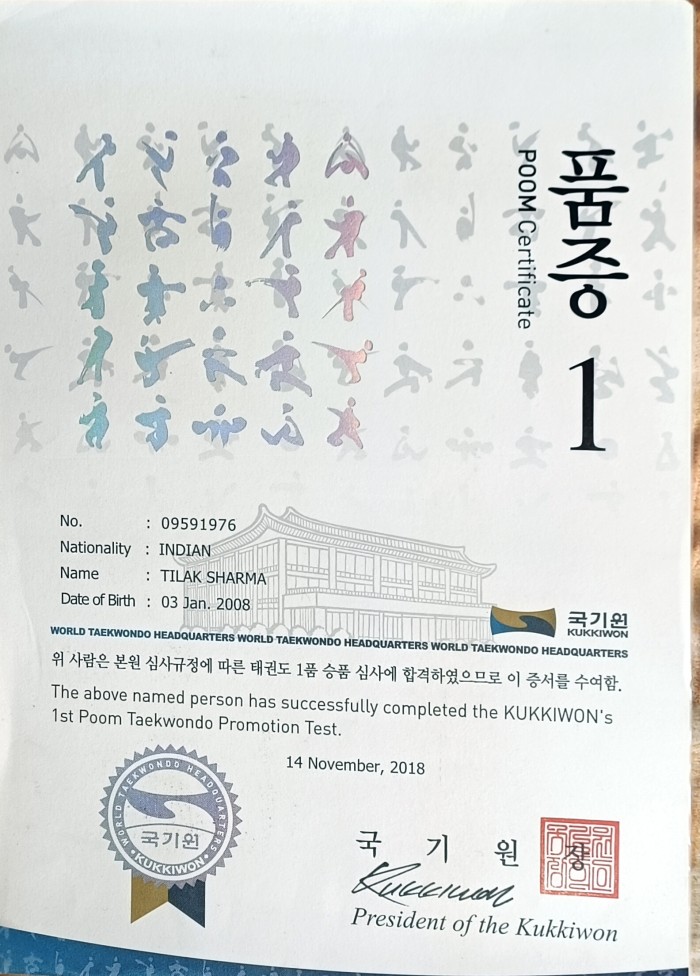 품증
POOM Certificate
1
No. : 09591976
Nationality : INDIAN
Name : TILAK SHARMA
Date of Birth : 03 Jan. 2008
국기원
KUKKIWON
WORLD TAEKWONDO HEADQUARTERS WORLD TAEKWONDO HEADQUARTERS WORLD TAEKWONDO HEADQUARTERS
위 사람은 본원 심사규정에 따른 태권도 1품 승품 심사에 합격하였으므로 이 증서를 수여함.
The above named person has successfully completed the KUKKIWON's
1st Poom Taekwondo Promotion Test.
14 November, 2018
WORLD TAEKWONDO HEADQUARTERS
국기원
KUKKIWON
국 기 원 장
Kukkiwon
President of the Kukkiwon